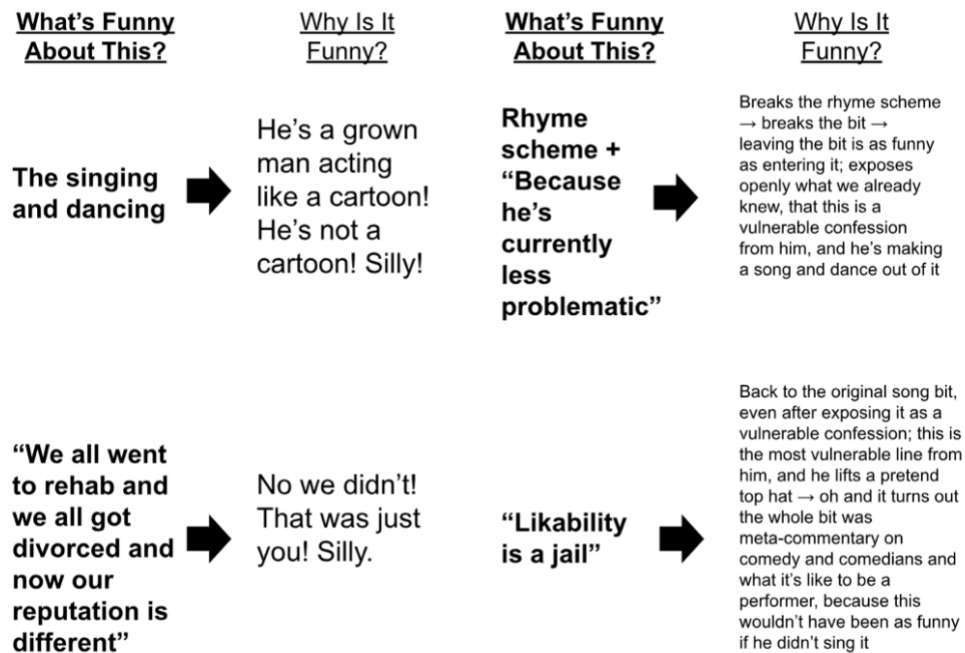 What's Funny
About This?
Why Is It
Funny?
The singing
and dancing
He's a grown
man acting
like a cartoon!
He's not a
cartoon! Silly!
“We all went
to rehab and
we all got
divorced and
now our
reputation is
different”
No we didn't!
That was just
you! Silly.
What's Funny
About This?
Why Is It
Funny?
Rhyme
scheme +
“Because
he's
currently
less
problematic”
Breaks the rhyme scheme
→ breaks the bit →
leaving the bit is as funny
as entering it; exposes
openly what we already
knew, that this is a
vulnerable confession
from him, and he's making
a song and dance out of it
“Likability
is a jail”
Back to the original song bit,
even after exposing it as a
vulnerable confession; this is
the most vulnerable line from
him, and he lifts a pretend
top hat → oh and it turns out
the whole bit was
meta-commentary on
comedy and comedians and
what it's like to be a
performer, because this
wouldn't have been as funny
if he didn't sing it